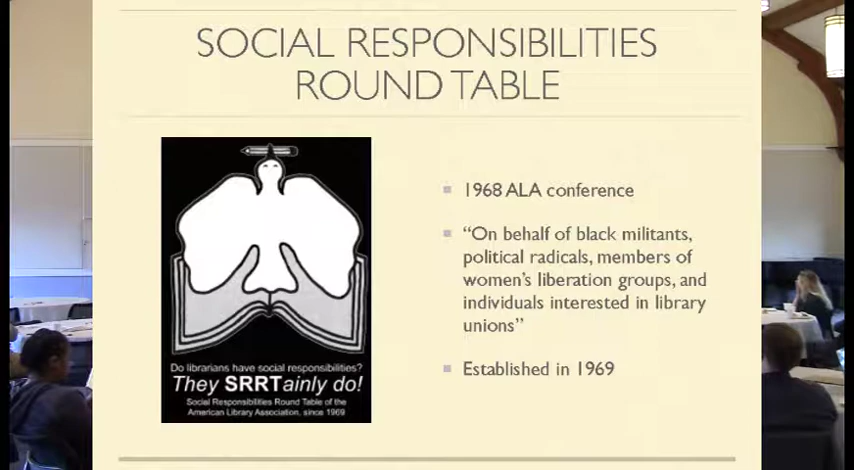 SOCIAL RESPONSIBILITIES
ROUND TABLE
1968 ALA conference
“On behalf of black militants,
political radicals, members of
women’s liberation groups, and
individuals interested in library
unions”
Established in 1969
Do librarians have social responsibilities?
They SRRTainly do!
Social Responsibilities Round Table of the
American Library Association, since 1969